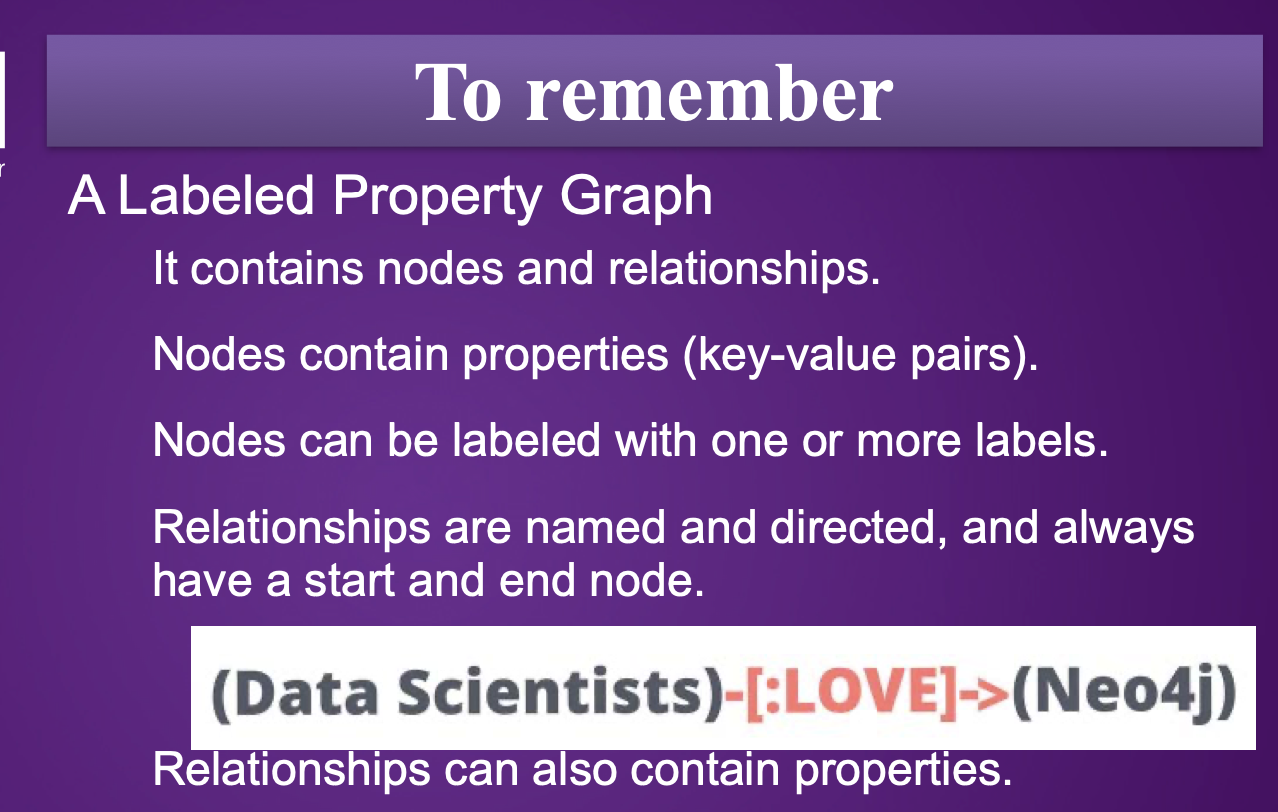 To remember
A Labeled Property Graph
It contains nodes and relationships.
Nodes contain properties (key-value pairs).
Nodes can be labeled with one or more labels.
Relationships are named and directed, and always
have a start and end node.
(Data Scientists)-[:LOVE]->(Neo4j)
Relationships can also contain properties.